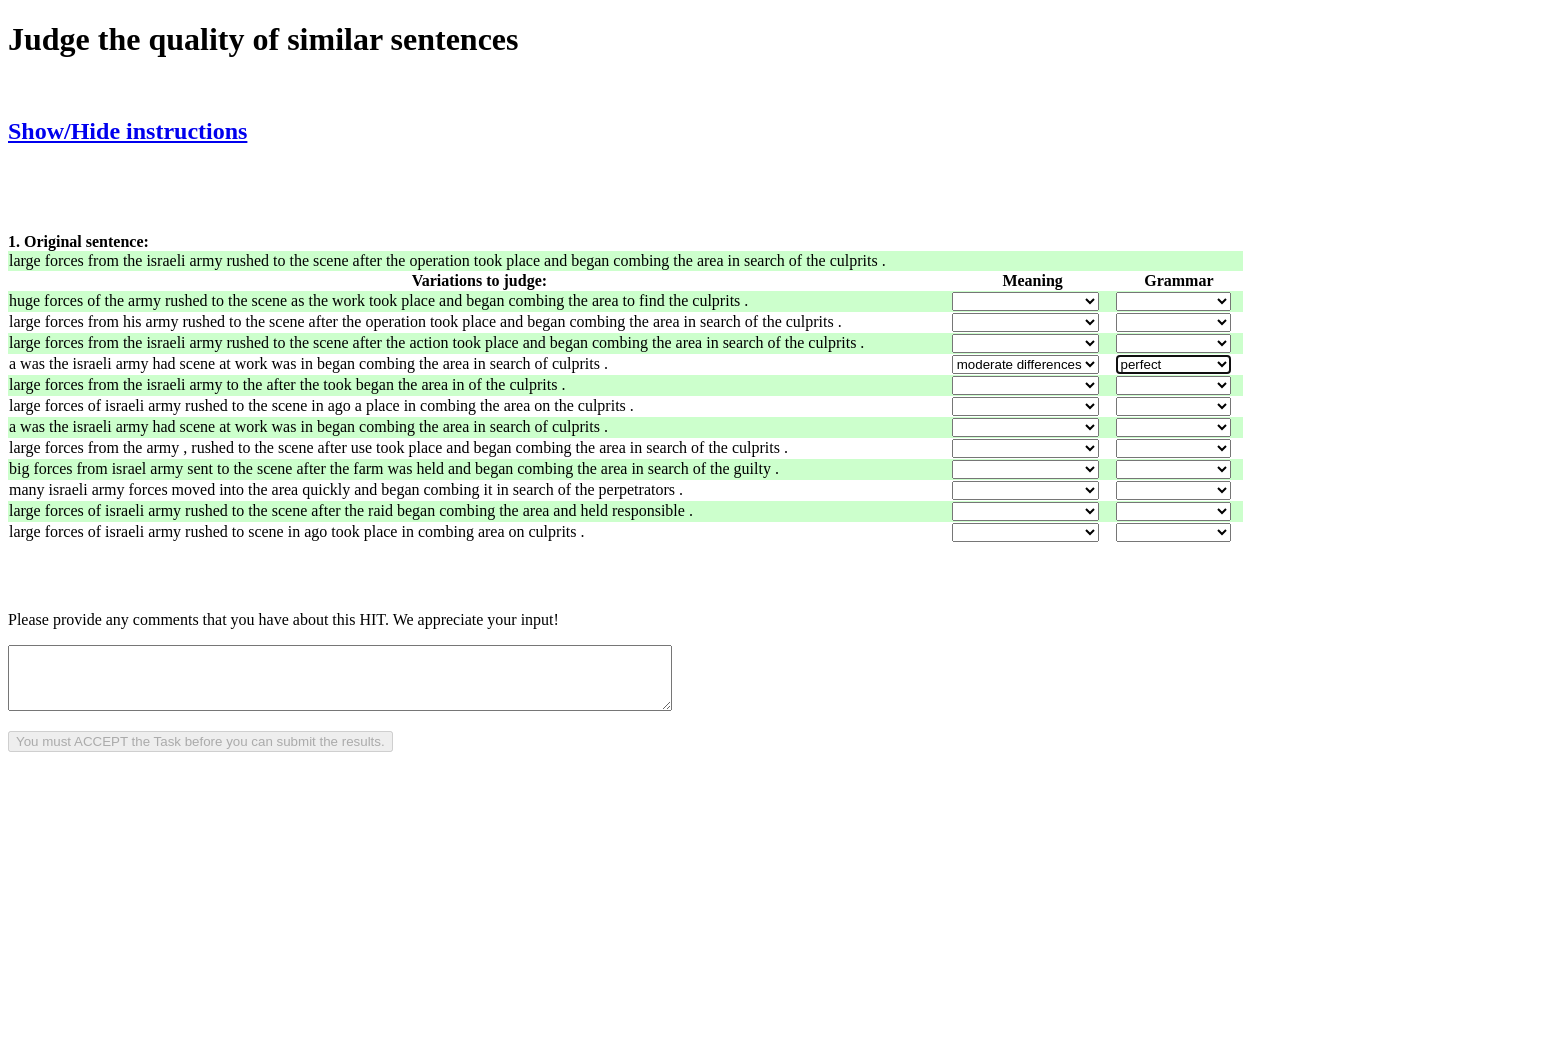 Judge the quality of similar sentences
Show/Hide instructions
1. Original sentence:
large forces from the israeli army rushed to the scene after the operation took place and began combing the area in search of the culprits .
Variations to judge: Meaning Grammar
huge forces of the army rushed to the scene as the work took place and began combing the area to find the culprits .
large forces from his army rushed to the scene after the operation took place and began combing the area in search of the culprits .
large forces from the israeli army rushed to the scene after the action took place and began combing the area in search of the culprits .
a was the israeli army had scene at work was in began combing the area in search of culprits . moderate differences perfect
large forces from the israeli army to the after the took began the area in of the culprits .
large forces of israeli army rushed to the scene in ago a place in combing the area on the culprits .
a was the israeli army had scene at work was in began combing the area in search of culprits .
large forces from the army , rushed to the scene after use took place and began combing the area in search of the culprits .
big forces from israel army sent to the scene after the farm was held and began combing the area in search of the guilty .
many israeli army forces moved into the area quickly and began combing it in search of the perpetrators .
large forces of israeli army rushed to the scene after the raid began combing the area and held responsible .
large forces of israeli army rushed to scene in ago took place in combing area on culprits .
Please provide any comments that you have about this HIT. We appreciate your input!
You must ACCEPT the Task before you can submit the results.